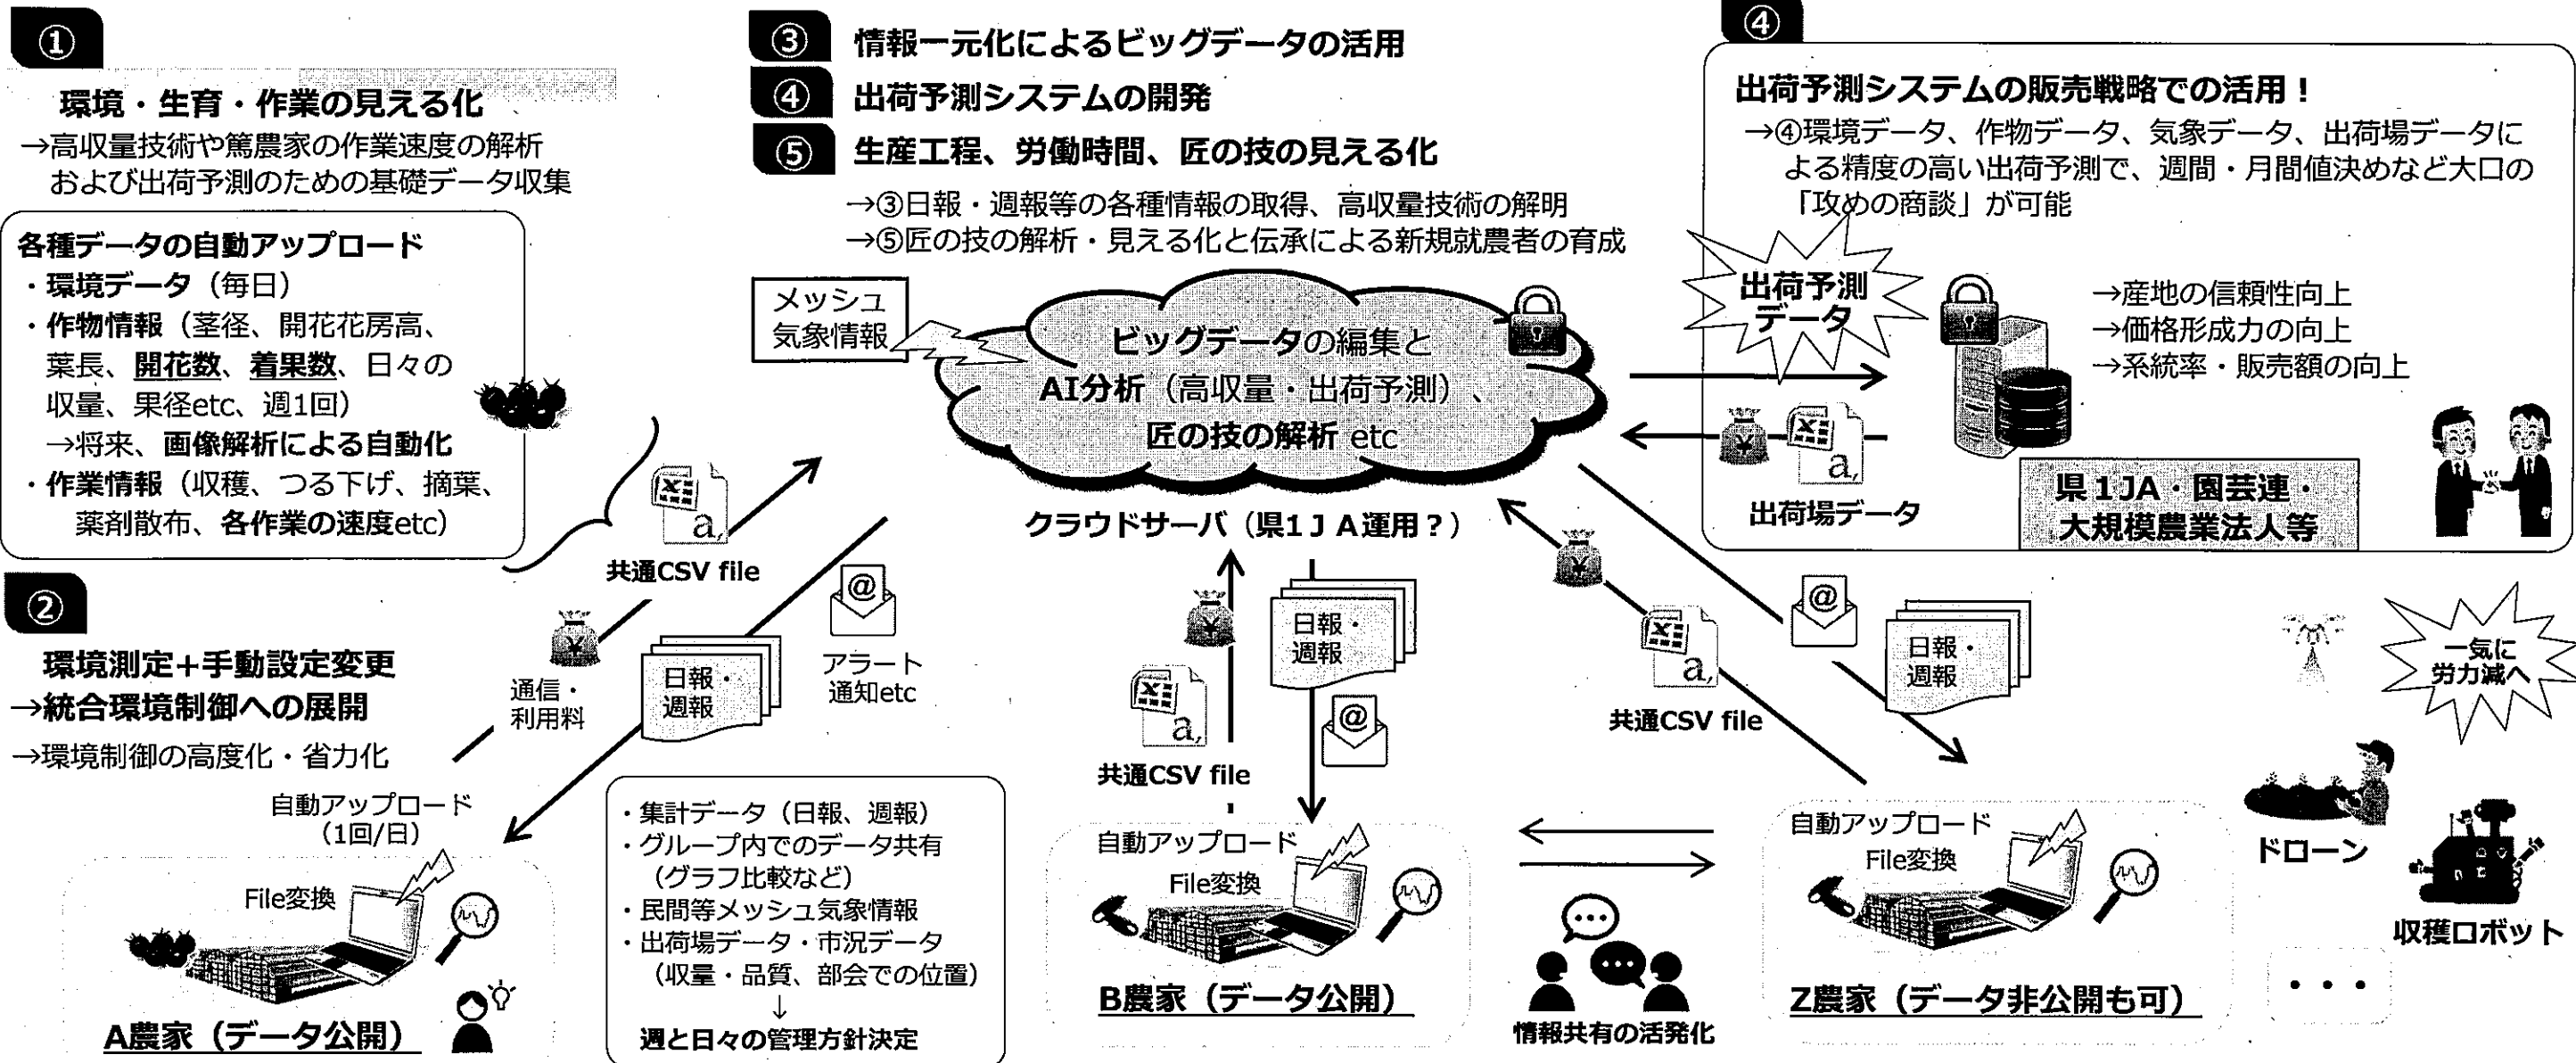 ①
環境・生育・作業の見える化
→高収量技術や篤農家の作業速度の解析
および出荷予測のための基礎データ収集
各種データの自動アップロード
・環境データ（毎日）
・作物情報（茎径、開花花房高、
葉長、開花数、着果数、日々の
収量、果径etc、週1回）
→将来、画像解析による自動化
・作業情報（収穫、つる下げ、摘葉、
薬剤散布、各作業の速度etc）
②
環境測定+手動設定変更
→統合環境制御への展開
→環境制御の高度化・省力化
③ 情報一元化によるビッグデータの活用
④ 出荷予測システムの開発
⑤ 生産工程、労働時間、匠の技の見える化
→③日報・週報等の各種情報の取得、高収量技術の解明
→⑤匠の技の解析・見える化と伝承による新規就農者の育成
メッシュ
気象情報
ビッグデータの編集と
AI分析（高収量・出荷予測）、
匠の技の解析 etc
クラウドサーバ（県1ＪＡ運用？）
④
出荷予測システムの販売戦略での活用！
→④環境データ、作物データ、気象データ、出荷場データに
よる精度の高い出荷予測で、週間・月間値決めなど大口の
「攻めの商談」が可能
出荷予測
データ
→産地の信頼性向上
→価格形成力の向上
→系統率・販売額の向上
¥
a,
出荷場データ
県1JA・園芸連・
大規模農業法人等
a,
共通CSV file
¥
通信・
利用料
日報・
週報
@
アラート
通知etc
自動アップロード
（1回/日）
File変換
A農家（データ公開）
・集計データ（日報、週報）
・グループ内でのデータ共有
（グラフ比較など）
・民間等メッシュ気象情報
・出荷場データ・市況データ
（収量・品質、部会での位置）
↓
週と日々の管理方針決定
¥
a,
共通CSV file
日報・
週報
@
自動アップロード
File変換
B農家（データ公開）
情報共有の活発化
¥
a,
共通CSV file
@
日報・
週報
自動アップロード
File変換
Z農家（データ非公開も可）
一気に
労力減へ
ドローン
収穫ロボット
・・・